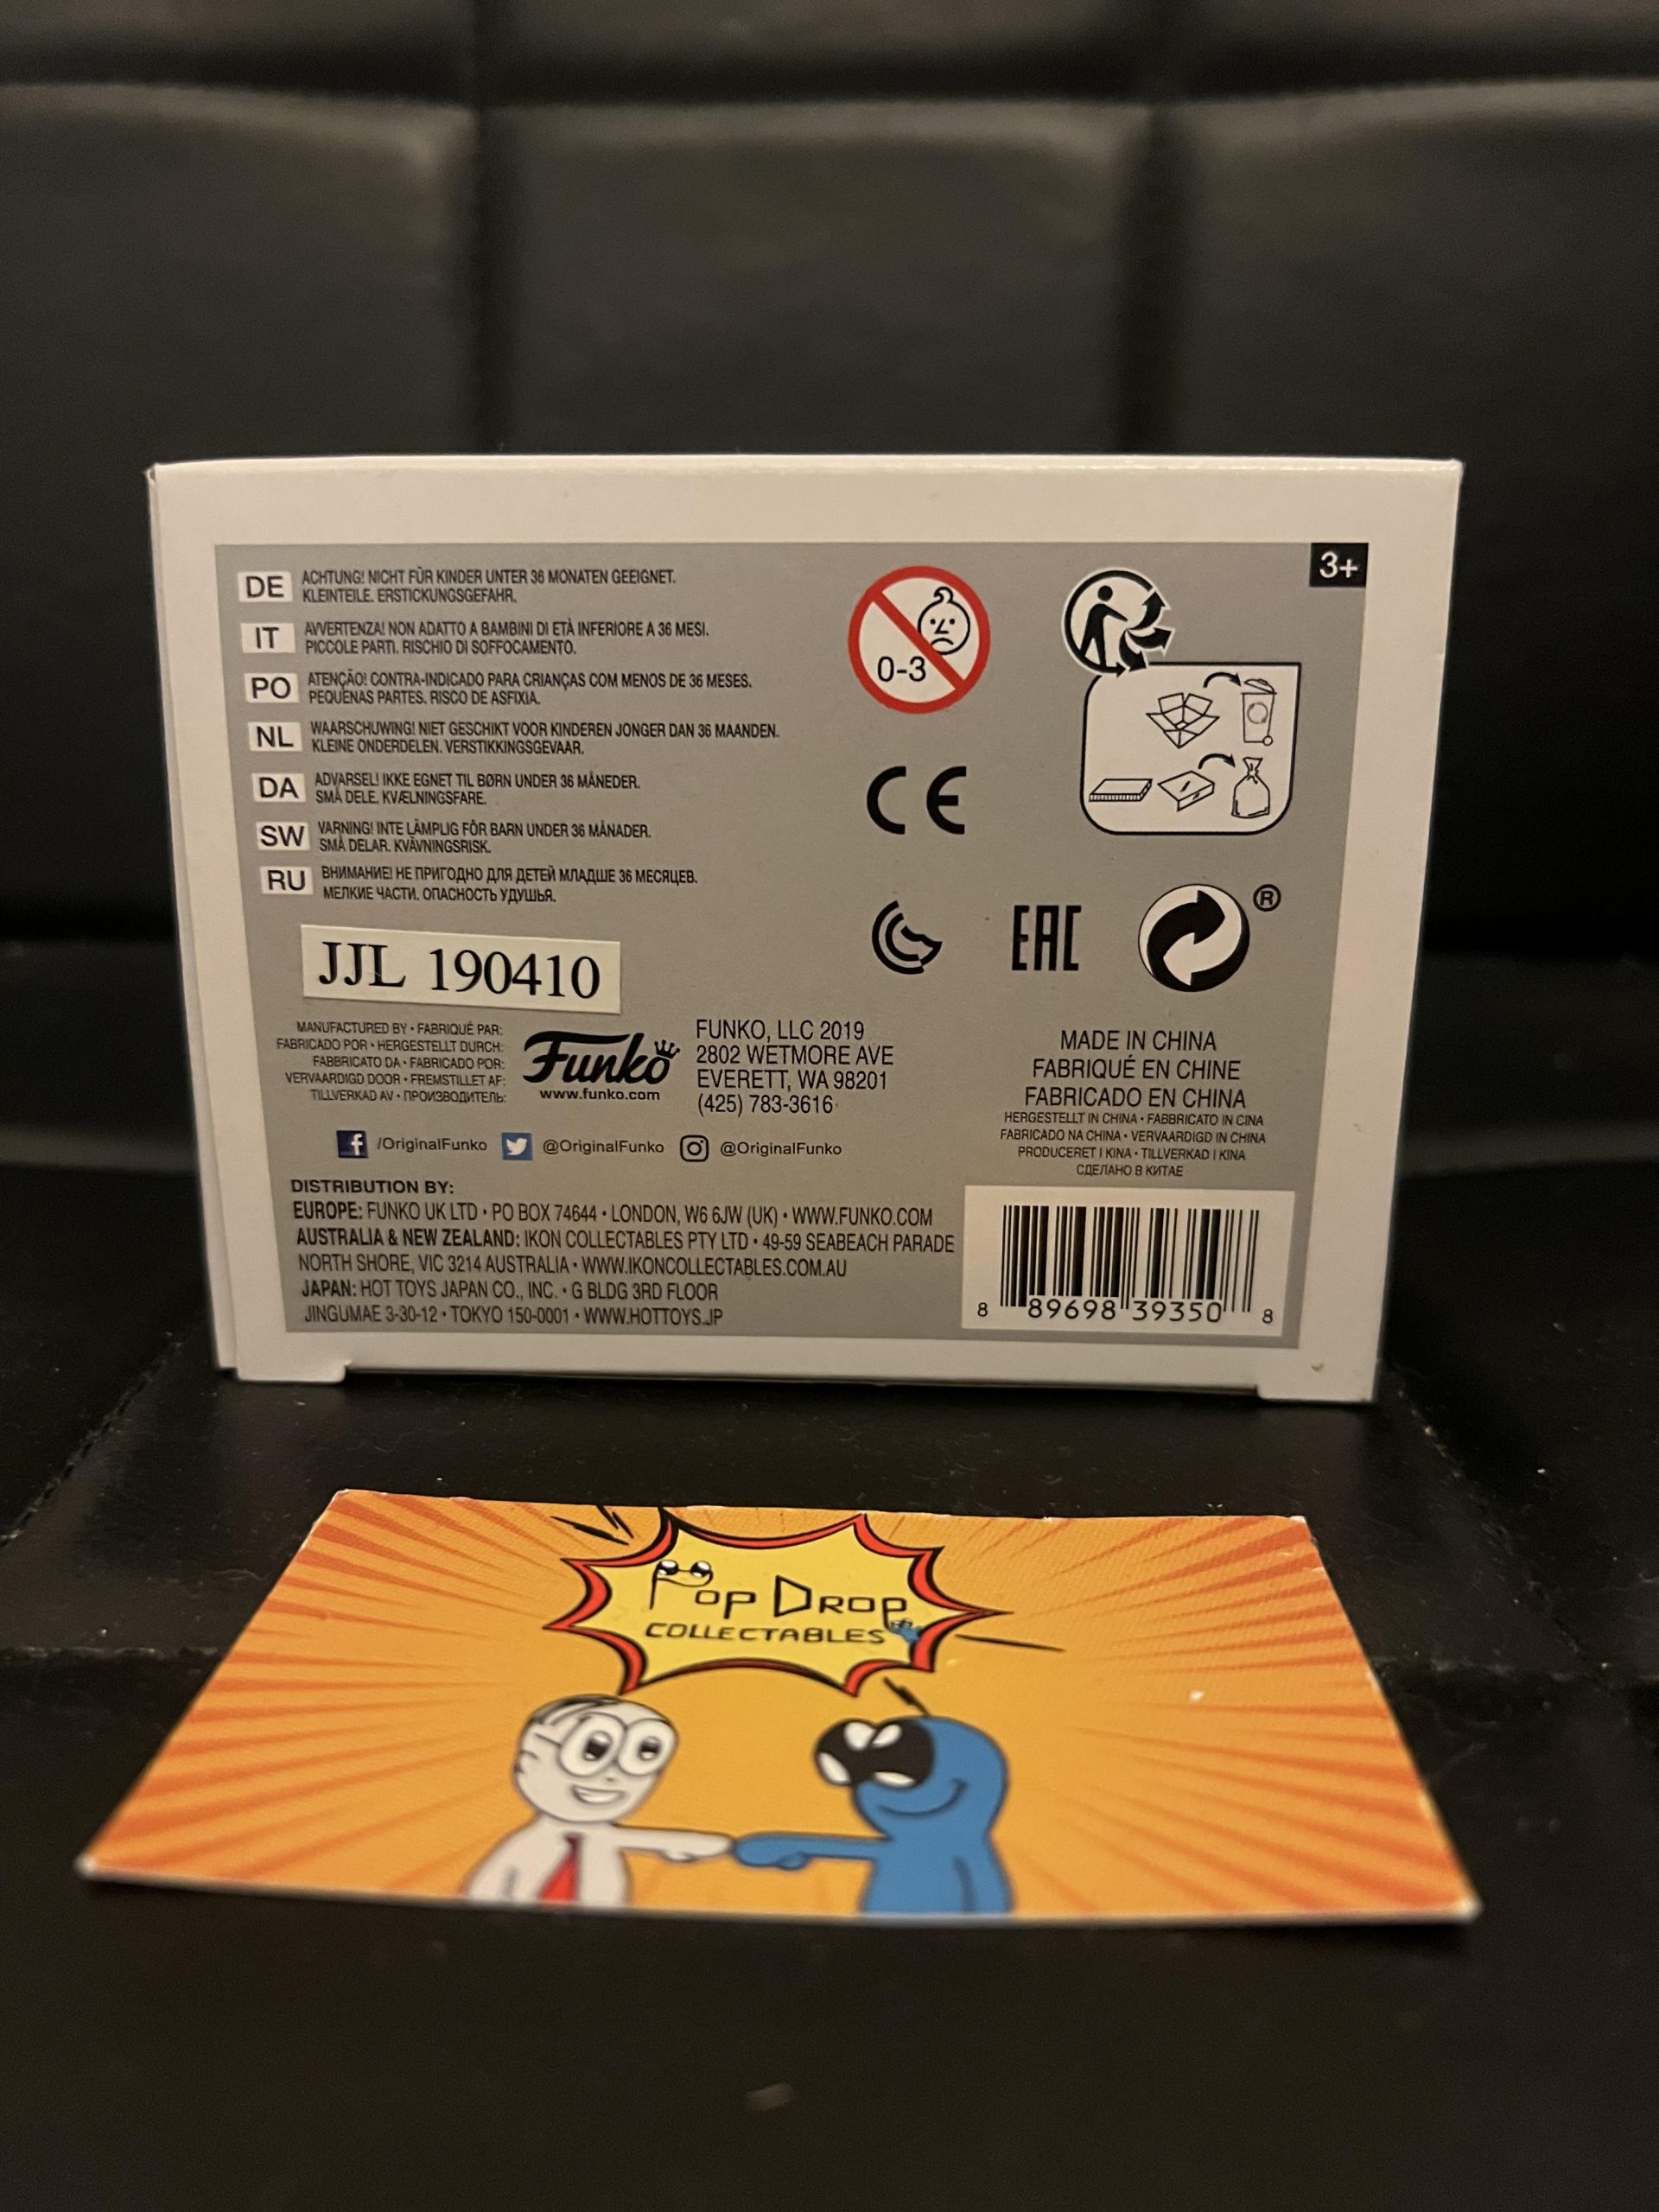 3+
DE ACHTUNG! NICHT FÜR KINDER UNTER 36 MONATEN GEEIGNET.
KLEINTEILE. ERSTICKUNGSGEFAHR.
IT AVVERTENZA! NON ADATTO A BAMBINI DI ETÀ INFERIORE A 36 MESI.
PICCOLE PARTI. RISCHIO DI SOFFOCAMENTO.
PO ATENÇÃO! CONTRA-INDICADO PARA CRIANÇAS COM MENOS DE 36 MESES.
PEQUENAS PARTES. RISCO DE ASFIXIA.
NL WAARSCHUWING! NIET GESCHIKT VOOR KINDEREN JONGER DAN 36 MAANDEN.
KLEINE ONDERDELEN. VERSTIKKINGSGEVAAR.
DA ADVARSEL! IKKE EGNET TIL BØRN UNDER 36 MÅNEDER.
SMÅ DELE. KVÆLNINGSFARE.
SW VARNING! INTE LÄMPLIG FÖR BARN UNDER 36 MÅNADER.
SMÅ DELAR. KVÄVNINGSRISK.
RU ВНИМАНИЕ! НЕ ПРИГОДНО ДЛЯ ДЕТЕЙ МЛАДШЕ 36 МЕСЯЦЕВ.
МЕЛКИЕ ЧАСТИ. ОПАСНОСТЬ УДУШЬЯ.
0-3
CE
EAC
®
JJL 190410
MANUFACTURED BY • FABRIQUÉ PAR:
FABRICADO POR • HERGESTELLT DURCH:
FABBRICATO DA • FABRICADO POR:
VERVAARDIGD DOOR • FREMSTILLET AF:
TILLVERKAD AV • ПРОИЗВОДИТЕЛЬ:
Funko
www.funko.com
FUNKO, LLC 2019
2802 WETMORE AVE
EVERETT, WA 98201
(425) 783-3616
/OriginalFunko @OriginalFunko @OriginalFunko
MADE IN CHINA
FABRIQUÉ EN CHINE
FABRICADO EN CHINA
HERGESTELLT IN CHINA • FABBRICATO IN CINA
FABRICADO NA CHINA • VERVAARDIGD IN CHINA
PRODUCERET I KINA • TILLVERKAD I KINA
СДЕЛАНО В КИТАЕ
DISTRIBUTION BY:
EUROPE: FUNKO UK LTD • PO BOX 74644 • LONDON, W6 6JW (UK) • WWW.FUNKO.COM
AUSTRALIA & NEW ZEALAND: IKON COLLECTABLES PTY LTD • 49-59 SEABEACH PARADE
NORTH SHORE, VIC 3214 AUSTRALIA • WWW.IKONCOLLECTABLES.COM.AU
JAPAN: HOT TOYS JAPAN CO., INC. • G BLDG 3RD FLOOR
JINGUMAE 3-30-12 • TOKYO 150-0001 • WWW.HOTTOYS.JP
8 89698 39350 8
POP DROP
COLLECTABLES